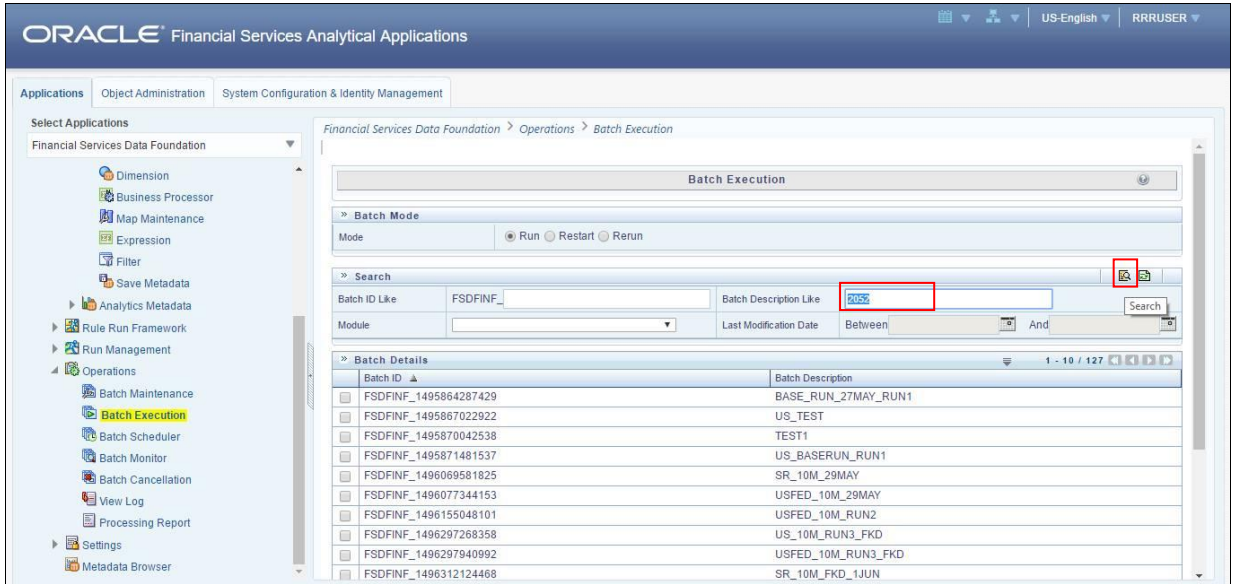 US-English RRRUSER
ORACLE Financial Services Analytical Applications
Applications Object Administration System Configuration & Identity Management
Select Applications
Financial Services Data Foundation
Dimension
Business Processor
Map Maintenance
Expression
Filter
Save Metadata
Analytics Metadata
Rule Run Framework
Run Management
Operations
Batch Maintenance
Batch Execution
Batch Scheduler
Batch Monitor
Batch Cancellation
View Log
Processing Report
Settings
Metadata Browser
Financial Services Data Foundation > Operations > Batch Execution
Batch Execution
» Batch Mode
Mode Run Restart Rerun
» Search
Batch ID Like FSDFINF_ Batch Description Like 2052
Search
Module Last Modification Date Between And
» Batch Details 1 - 10 / 127
Batch ID Batch Description
FSDFINF_1495864287429 BASE_RUN_27MAY_RUN1
FSDFINF_1495867022922 US_TEST
FSDFINF_1495870042538 TEST1
FSDFINF_1495871481537 US_BASERUN_RUN1
FSDFINF_1496069581825 SR_10M_29MAY
FSDFINF_1496077344153 USFED_10M_29MAY
FSDFINF_1496155048101 USFED_10M_RUN2
FSDFINF_1496297268358 US_10M_RUN3_FKD
FSDFINF_1496297940992 USFED_10M_RUN3_FKD
FSDFINF_1496312124468 SR_10M_FKD_1JUN